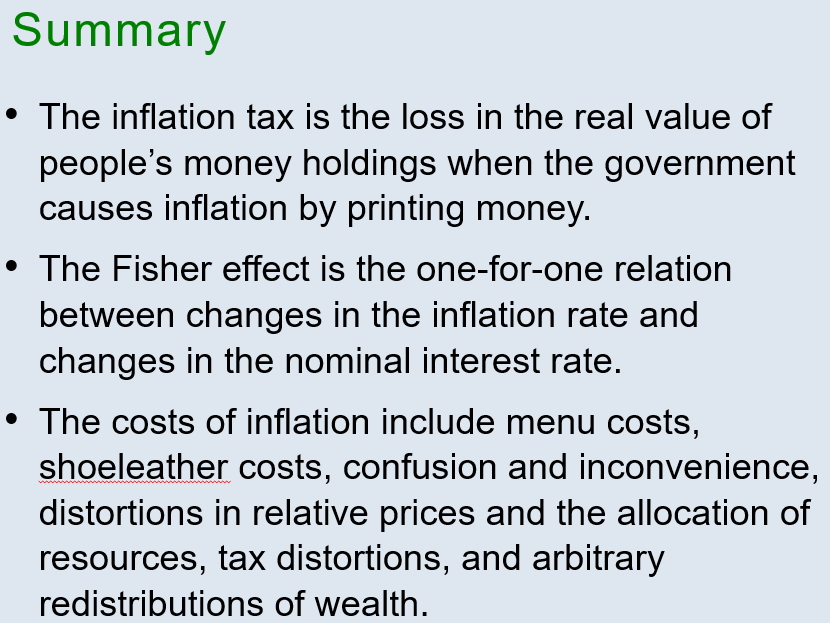 Summary
• The inflation tax is the loss in the real value of
people’s money holdings when the government
causes inflation by printing money.
• The Fisher effect is the one-for-one relation
between changes in the inflation rate and
changes in the nominal interest rate.
• The costs of inflation include menu costs,
shoeleather costs, confusion and inconvenience,
distortions in relative prices and the allocation of
resources, tax distortions, and arbitrary
redistributions of wealth.